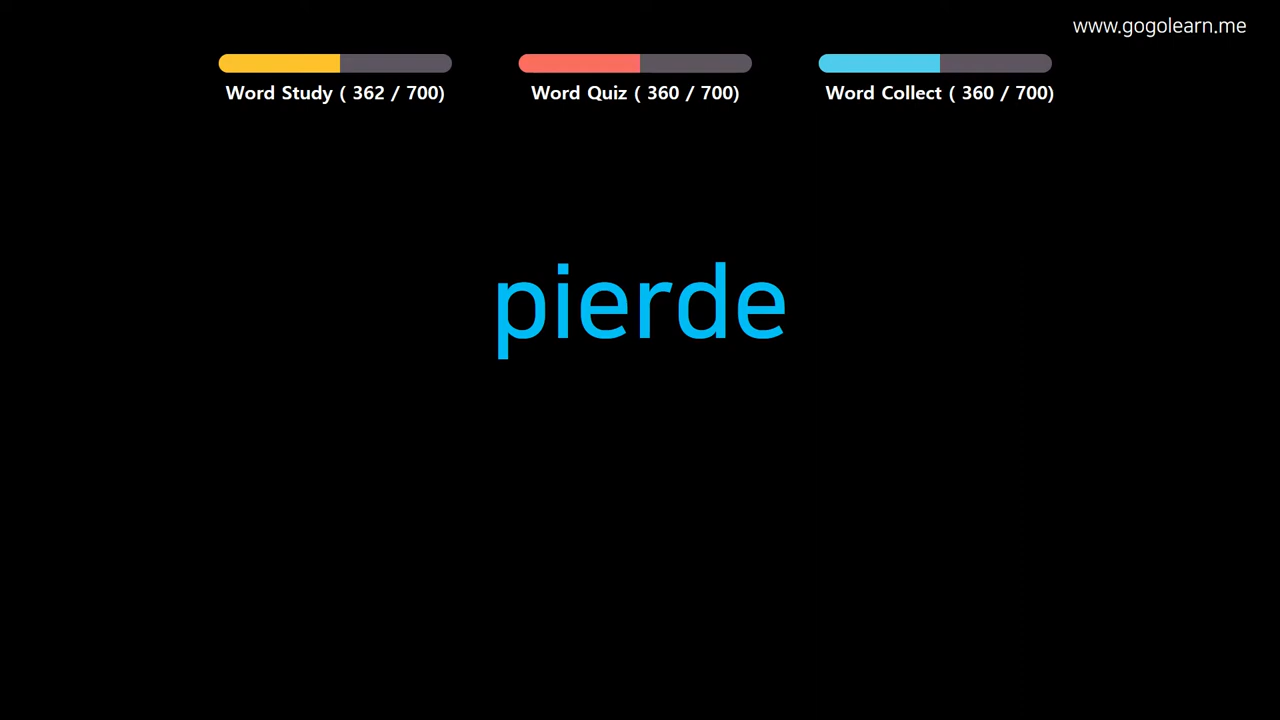 www.gogolearn.me
Word Study ( 362 / 700)
Word Quiz ( 360 / 700)
Word Collect ( 360 / 700)
pierde